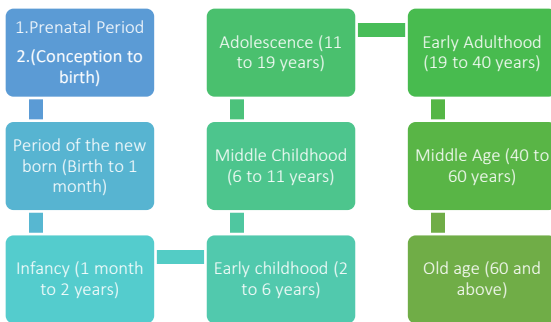 1.Prenatal Period
2.(Conception to
birth)
Period of the new
born (Birth to 1
month)
Infancy (1 month
to 2 years)
Early childhood (2
to 6 years)
Middle Childhood
(6 to 11 years)
Adolescence (11
to 19 years)
Early Adulthood
(19 to 40 years)
Middle Age (40 to
60 years)
Old age (60 and
above)